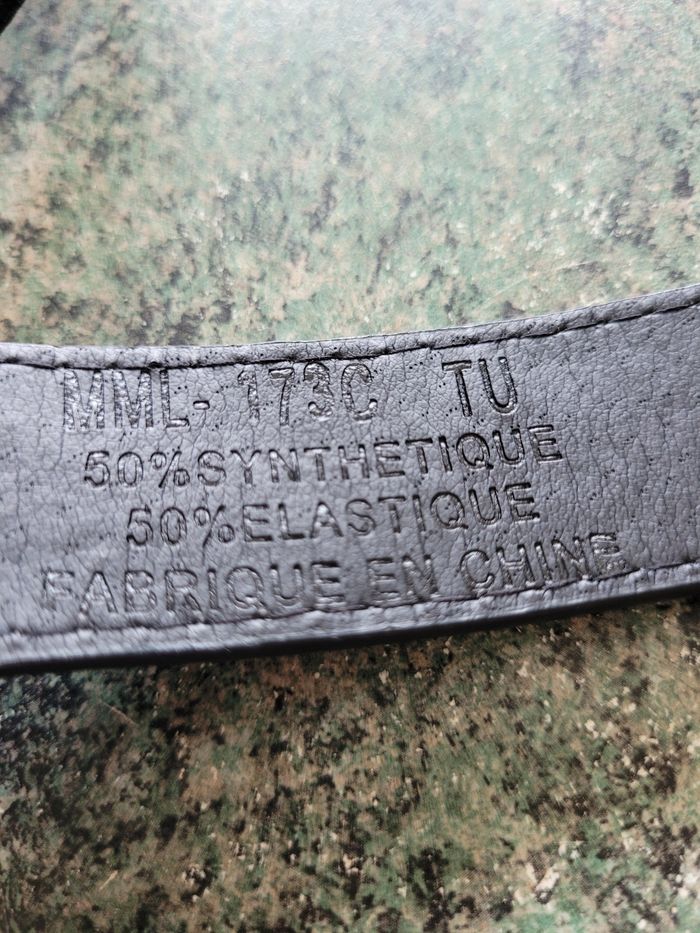 MML- 173C TU
50%SYNTHETIQUE
50%ELASTIQUE
FABRIQUE EN CHINE